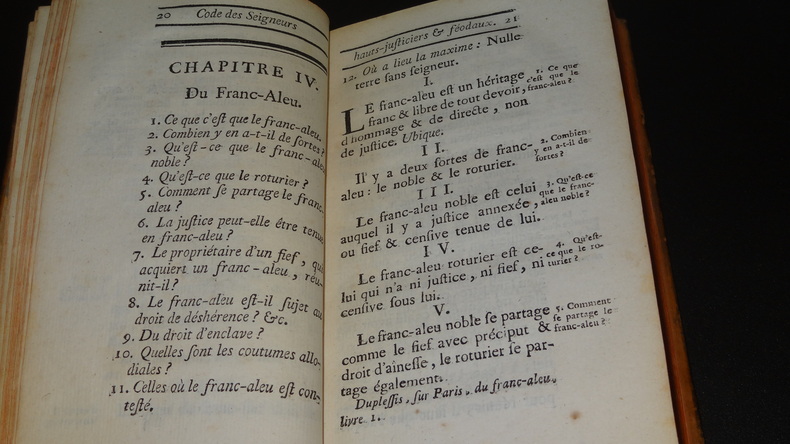 20 Code des Seigneurs
CHAPITRE IV.
Du Franc-Aleu.
1. Ce que c'eſt que le franc-aleu.
2. Combien y en a-t-il de ſortes?
3. Qu'eſt-ce que le franc-aleu
noble?
4. Qu'eſt-ce que le roturier?
5. Comment ſe partage le franc-
aleu?
6. La juſtice peut-elle être tenue
en franc-aleu?
7. Le propriétaire d'un fief, qui
acquiert un franc-aleu, réu-
nit-il?
8. Le franc-aleu eſt-il ſujet au
droit de déshérence? &c.
9. Du droit d'enclave?
10. Quelles ſont les coutumes allo-
diales?
11. Celles où le franc-aleu eſt con-
teſté.
hauts-juſticiers & féodaux. 21
12. Où a lieu la maxime: Nulle
terre ſans ſeigneur.
I.
LE franc-aleu eſt un héritage
franc & libre de tout devoir,
d'hommage & de directe, non
de juſtice. Ubique.
1. Ce que
c'eſt que le
franc-aleu?
II.
Il y a deux ſortes de franc-
aleu: le noble & le roturier.
2. Combien
y en a-t-il de
ſortes?
III.
Le franc-aleu noble eſt celui
auquel il y a juſtice annexée,
ou fief & cenſive tenue de lui.
3. Qu'eſt-ce
que le franc-
aleu noble?
IV.
Le franc-aleu roturier eſt ce-
lui qui n'a ni juſtice, ni fief, ni
cenſive ſous lui.
4. Qu'eſt-
ce que le ro-
turier?
V.
Le franc-aleu noble ſe partage
comme le fief avec préciput &
droit d'aîneſſe, le roturier ſe par-
tage également.
5. Comment
ſe partage le
franc-aleu?
Dupleſſis, ſur Paris, du franc-aleu,
livre 1.